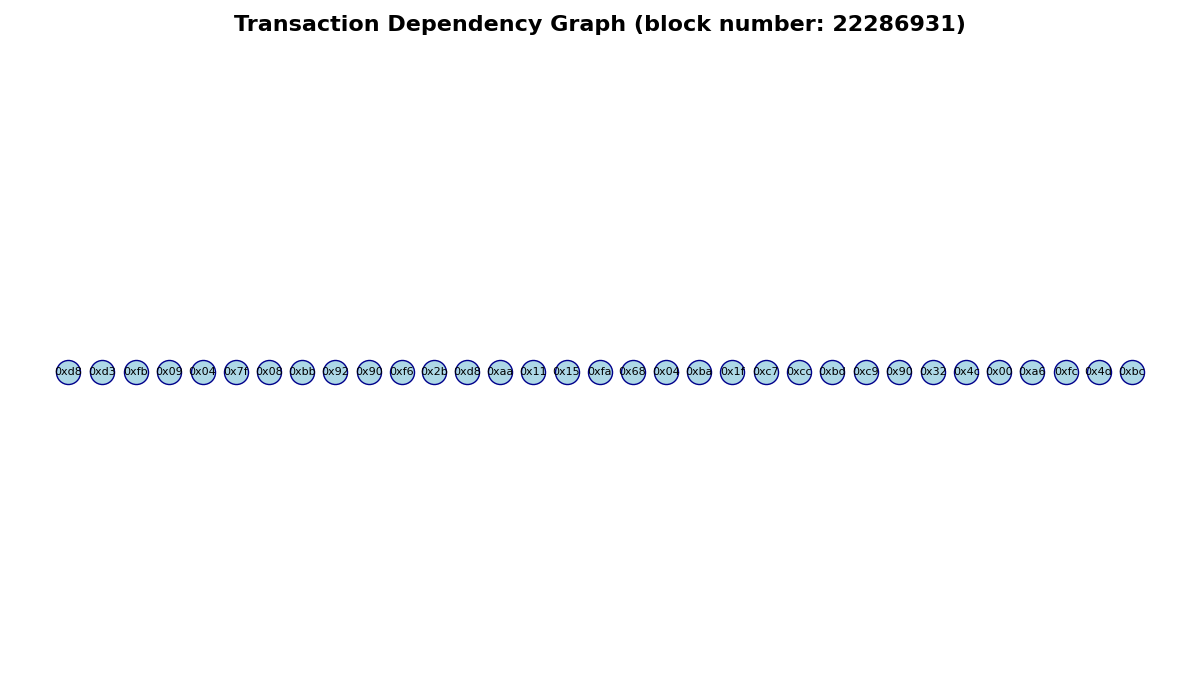 Transaction Dependency Graph (block number: 22286931)
0xd8 0xd3 0xfb 0x09 0x04 0x7f 0x08 0xbb 0x92 0x90 0xf6 0x2b 0xd8 0xaa 0x11 0x15 0xfa 0x68 0x04 0xba 0x1f 0xc7 0xcc 0xbd 0xc9 0x90 0x32 0x4c 0x00 0xa6 0xfc 0x4d 0xbc